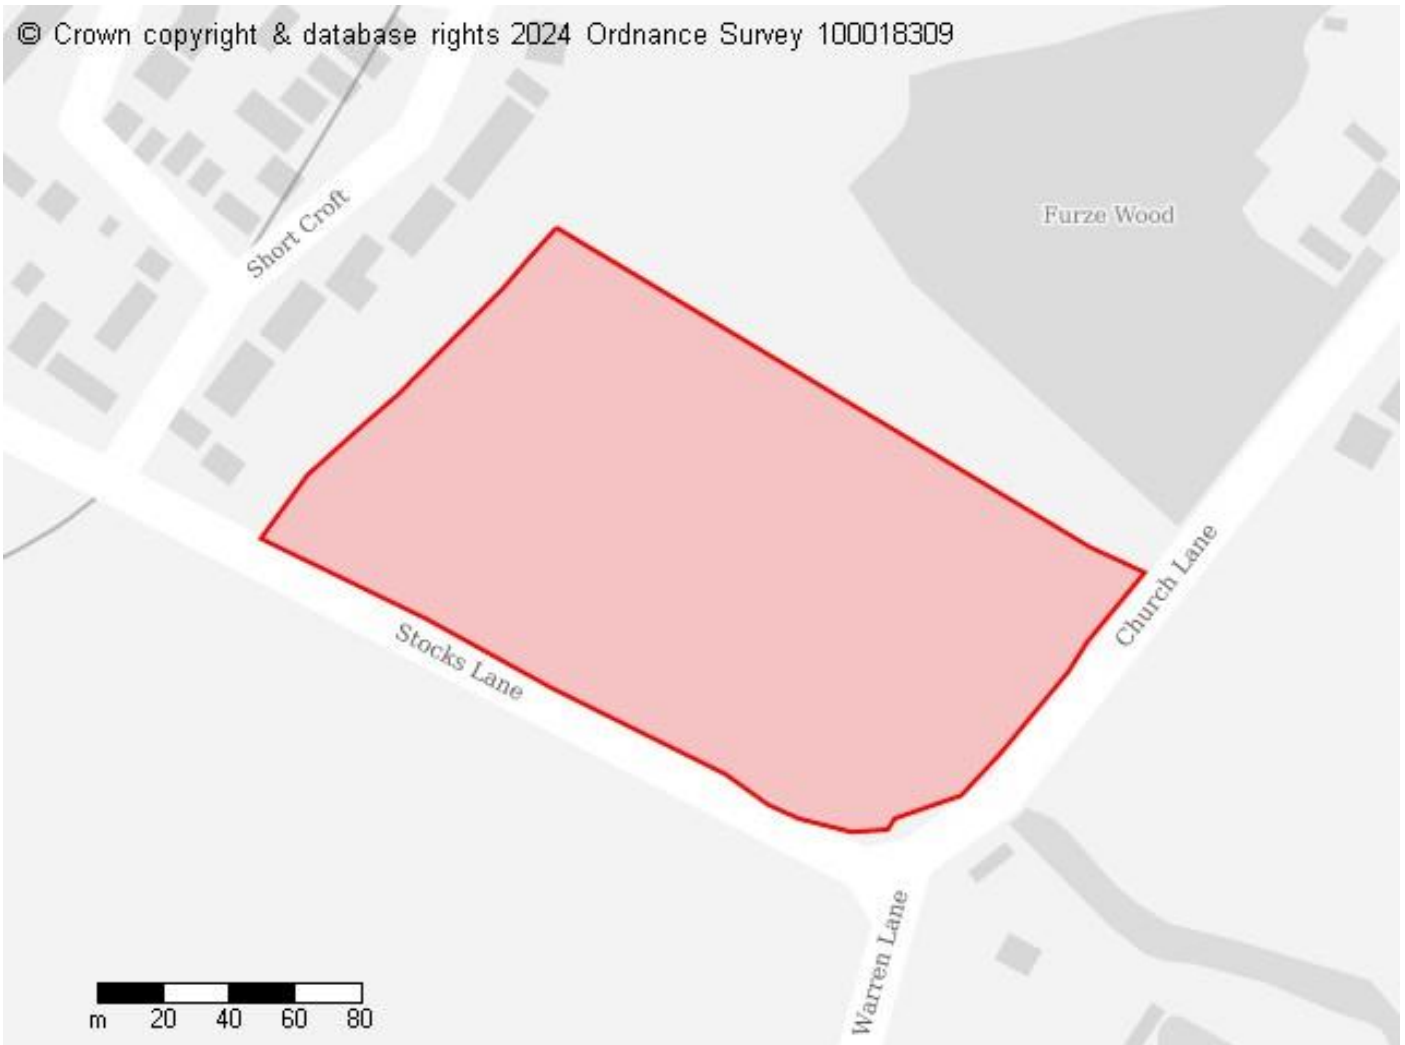 © Crown copyright & database rights 2024 Ordnance Survey 100018309
Furze Wood
Short Croft
Church Lane
Stocks Lane
Warren Lane
m 20 40 60 80